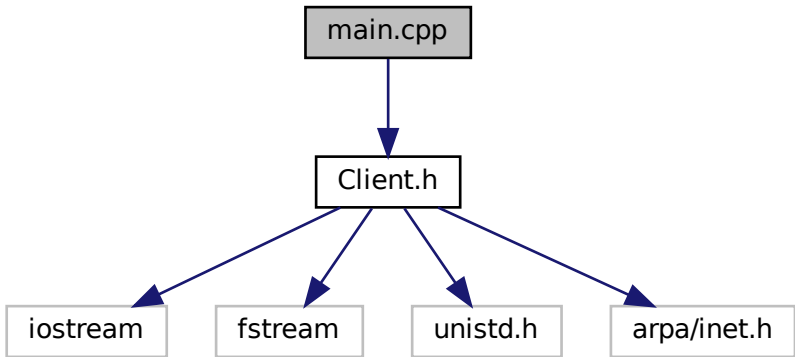 main.cpp
Client.h
iostream
fstream
unistd.h
arpa/inet.h